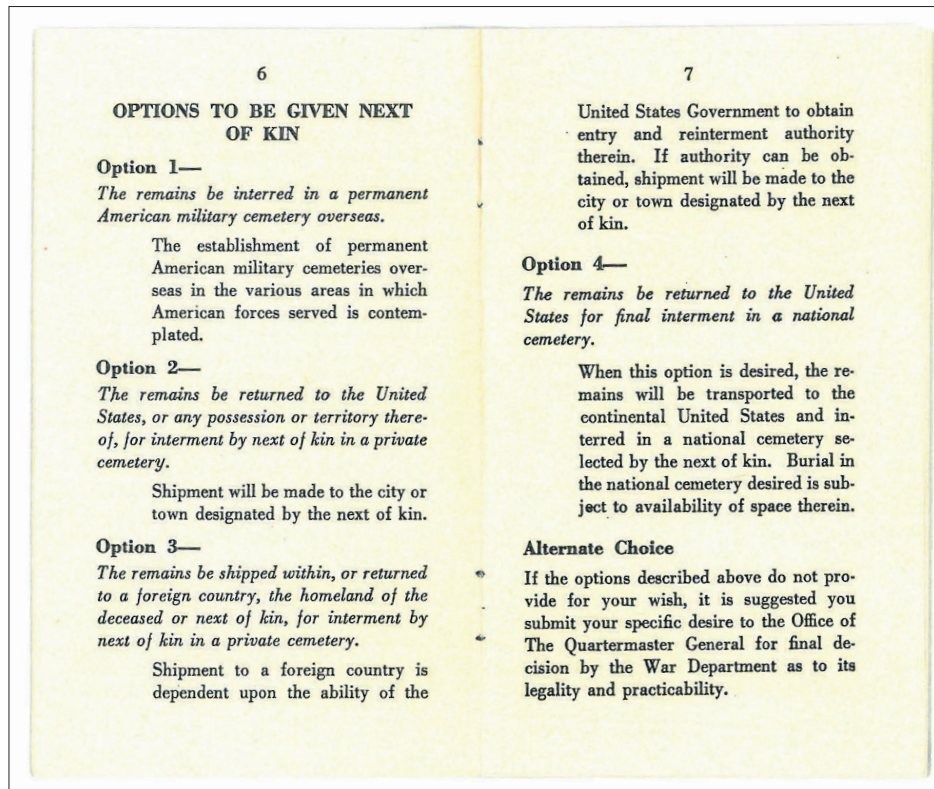 6
OPTIONS TO BE GIVEN NEXT
OF KIN
Option 1—
The remains be interred in a permanent
American military cemetery overseas.
The establishment of permanent
American military cemeteries over-
seas in the various areas in which
American forces served is contem-
plated.
Option 2—
The remains be returned to the United
States, or any possession or territory there-
of, for interment by next of kin in a private
cemetery.
Shipment will be made to the city or
town designated by the next of kin.
Option 3—
The remains be shipped within, or returned
to a foreign country, the homeland of the
deceased or next of kin, for interment by
next of kin in a private cemetery.
Shipment to a foreign country is
dependent upon the ability of the
7
United States Government to obtain
entry and reinterment authority
therein. If authority can be ob-
tained, shipment will be made to the
city or town designated by the next
of kin.
Option 4—
The remains be returned to the United
States for final interment in a national
cemetery.
When this option is desired, the re-
mains will be transported to the
continental United States and in-
terred in a national cemetery se-
lected by the next of kin. Burial in
the national cemetery desired is sub-
ject to availability of space therein.
Alternate Choice
If the options described above do not pro-
vide for your wish, it is suggested you
submit your specific desire to the Office of
The Quartermaster General for final de-
cision by the War Department as to its
legality and practicability.